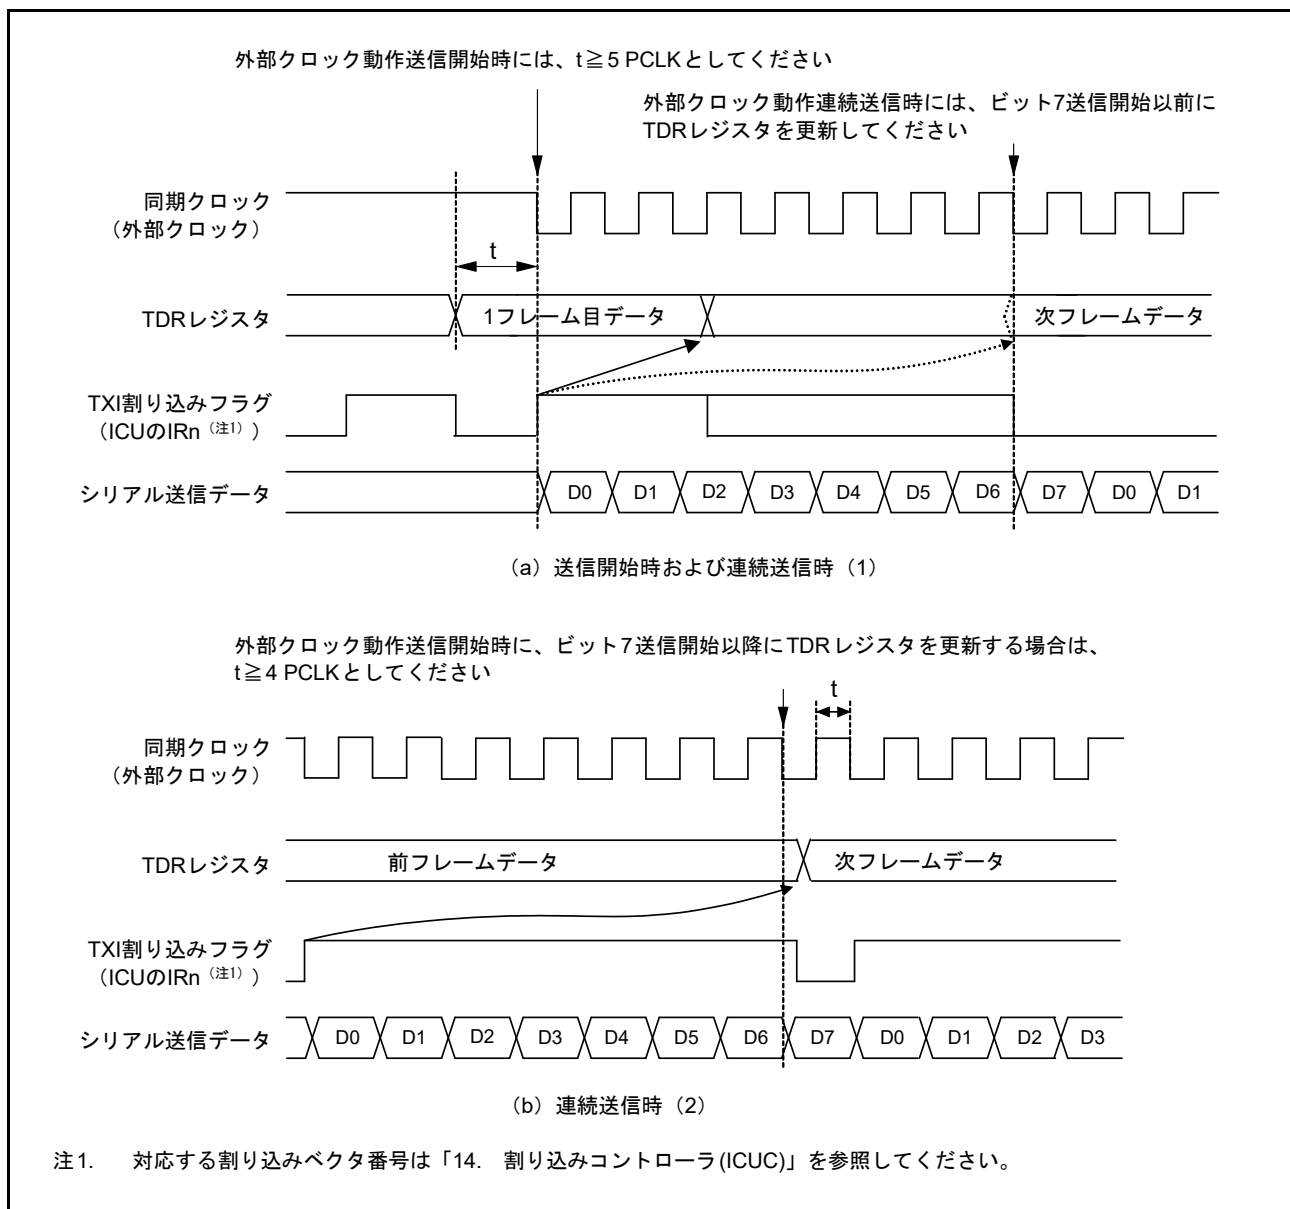 外部クロック動作送信開始時には、t≧5 PCLKとしてください
外部クロック動作連続送信時には、ビット7送信開始以前に
TDRレジスタを更新してください
同期クロック
（外部クロック）
t
TDRレジスタ
1フレーム目データ
次フレームデータ
TXI割り込みフラグ
（ICUのIRn（注1））
シリアル送信データ
D0 D1 D2 D3 D4 D5 D6 D7 D0 D1
（a）送信開始時および連続送信時（1）
外部クロック動作送信開始時に、ビット7送信開始以降にTDRレジスタを更新する場合は、
t≧4 PCLKとしてください
t
同期クロック
（外部クロック）
TDRレジスタ
前フレームデータ
次フレームデータ
TXI割り込みフラグ
（ICUのIRn（注1））
シリアル送信データ
D0 D1 D2 D3 D4 D5 D6 D7 D0 D1 D2 D3
（b）連続送信時（2）
注1. 対応する割り込みベクタ番号は「14. 割り込みコントローラ(ICUC)」を参照してください。